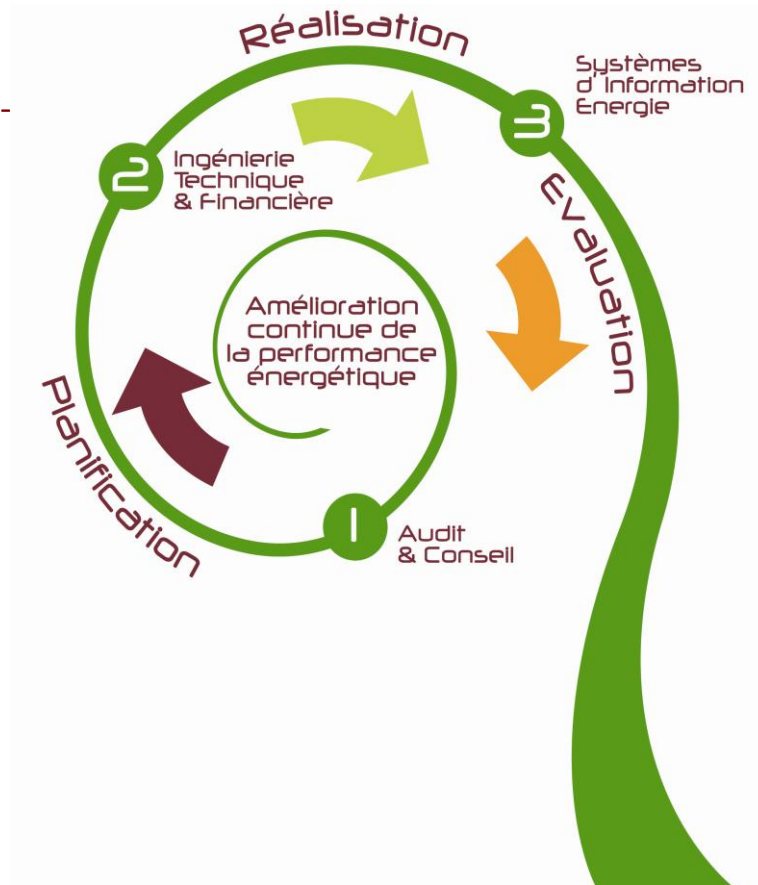 Réalisation
Systèmes
d'Information
Energie
3
2
Ingénierie
Technique
& Financière
Evaluation
Amélioration
continue de
la performance
énergétique
Planification
1
Audit
& Conseil